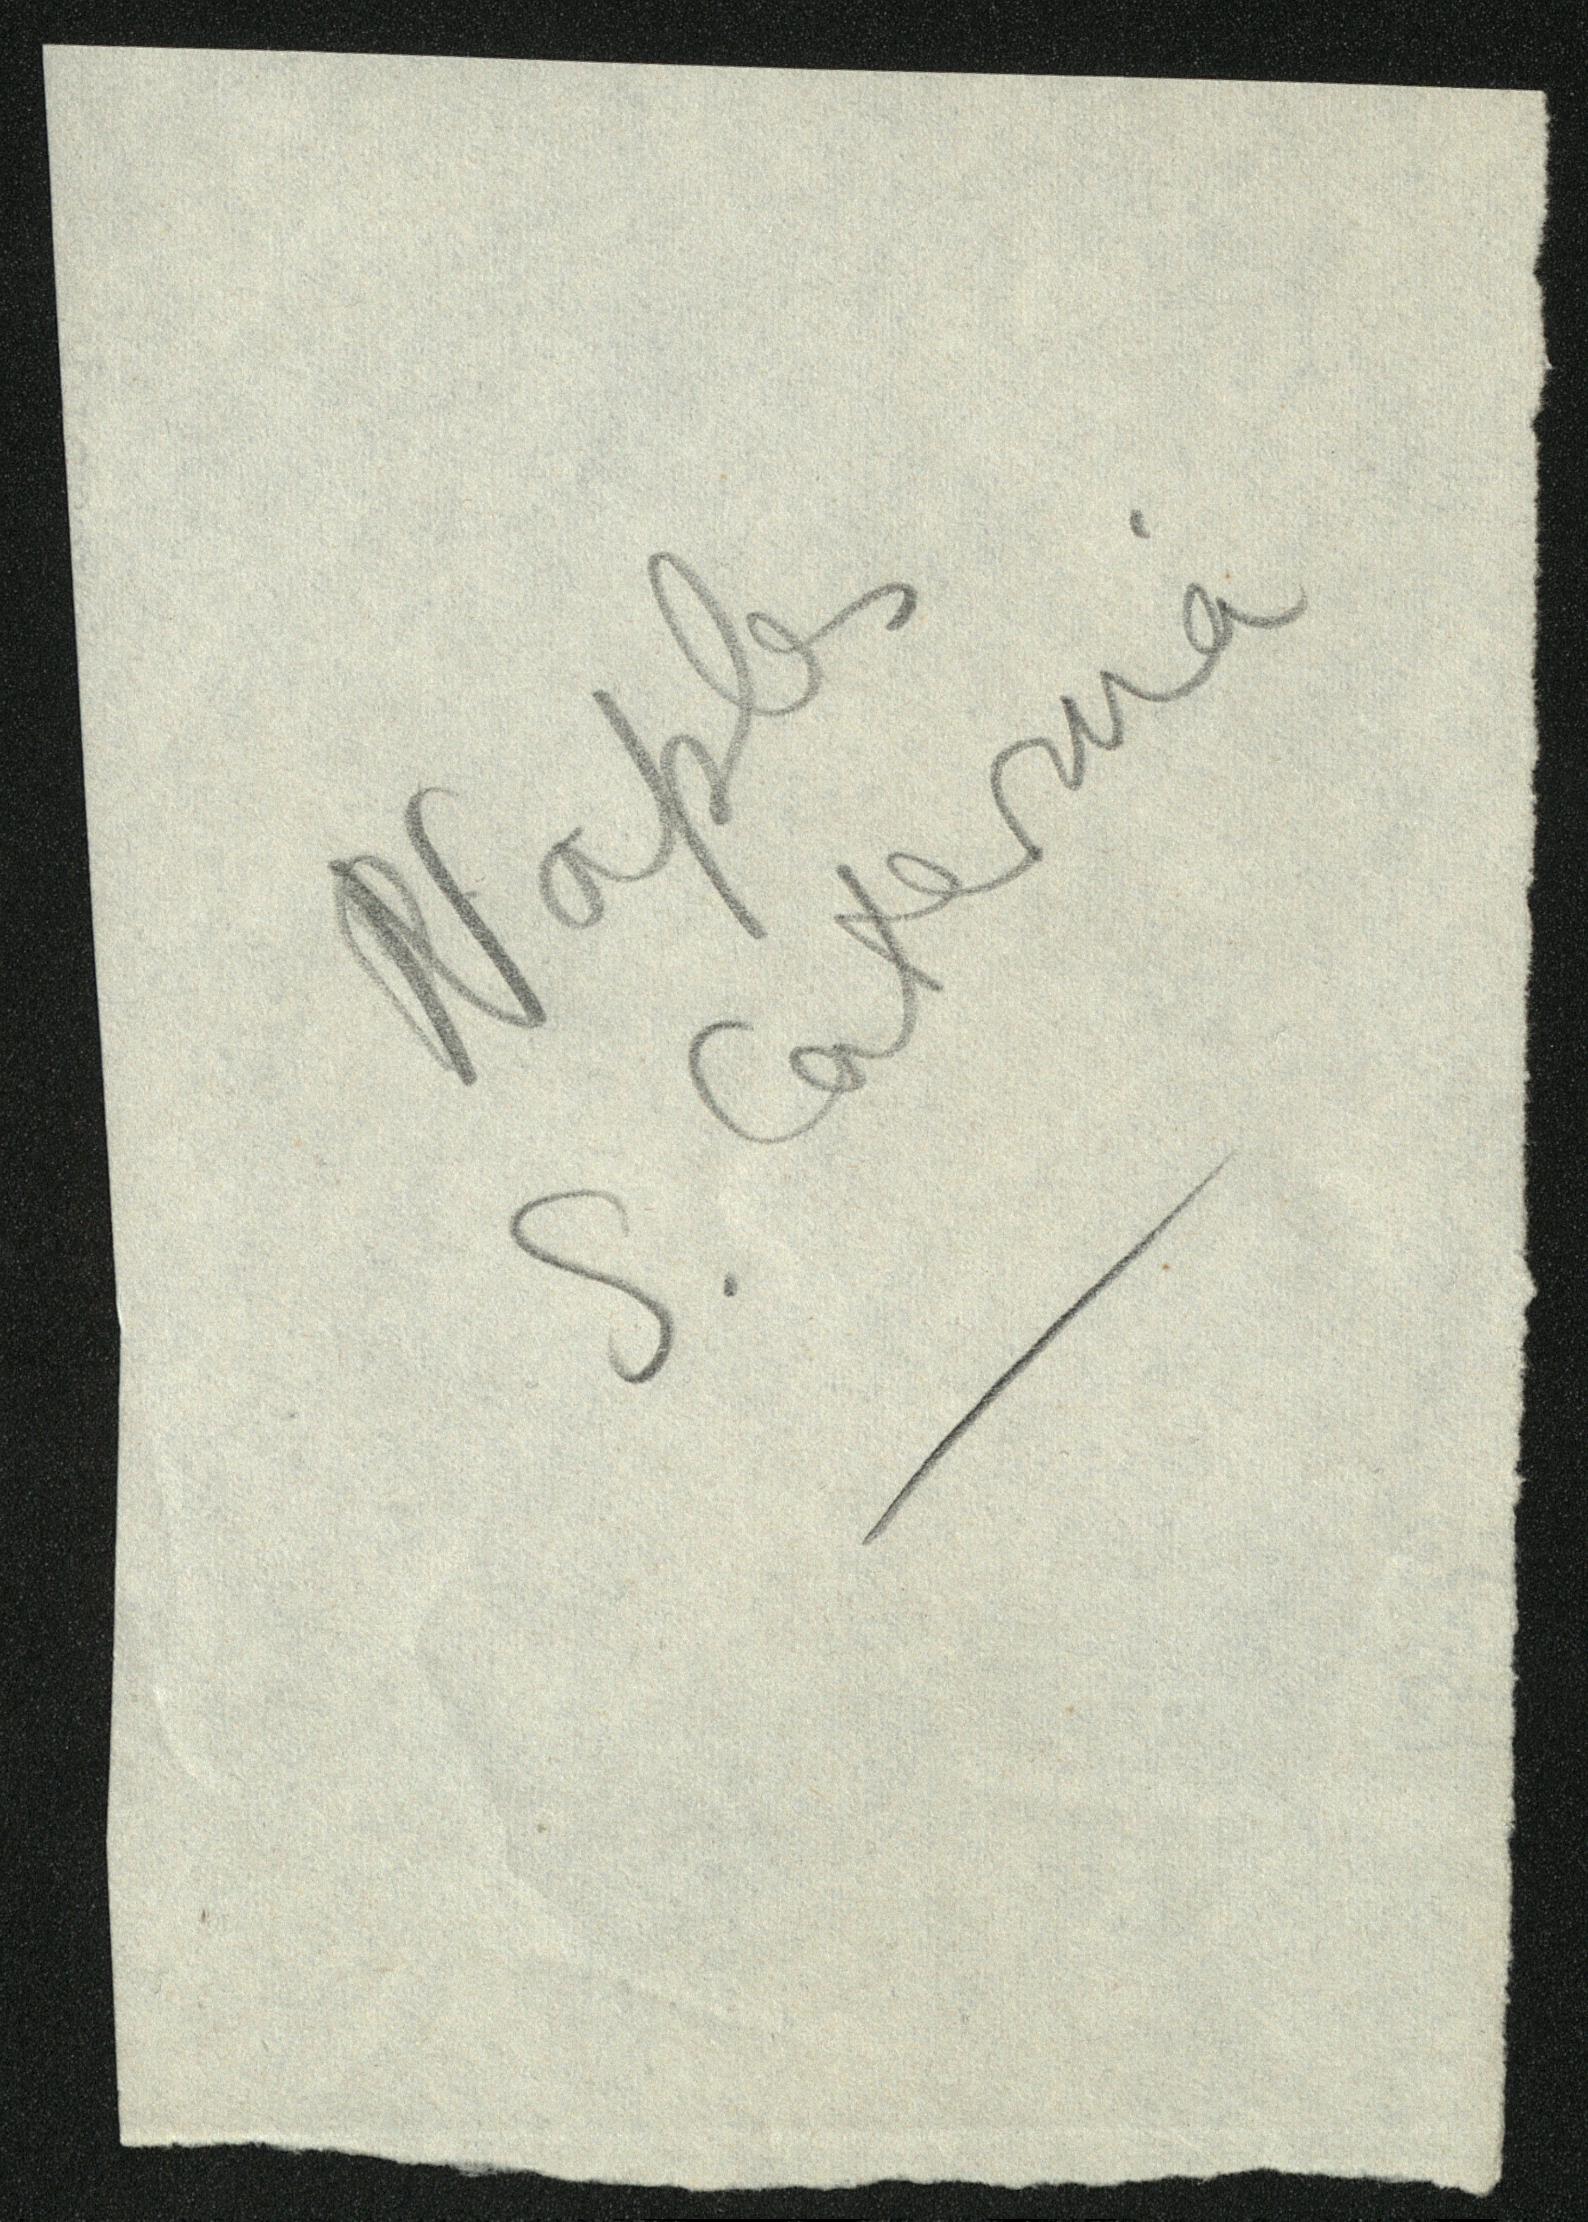 Naples
S. Caterina